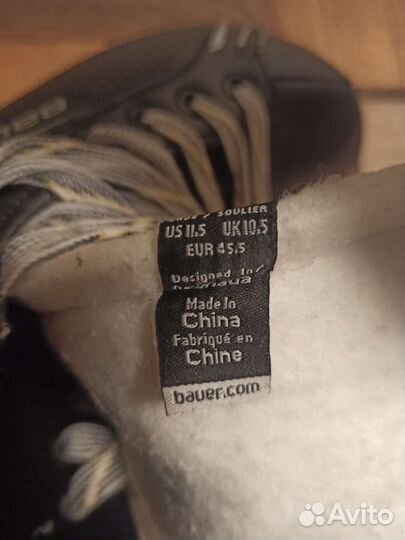 SOULIER
US 11.5 UK 10.5
EUR 45.5
Designed In/
Made In
China
Fabriqué en
Chine
bauer.com
Avito